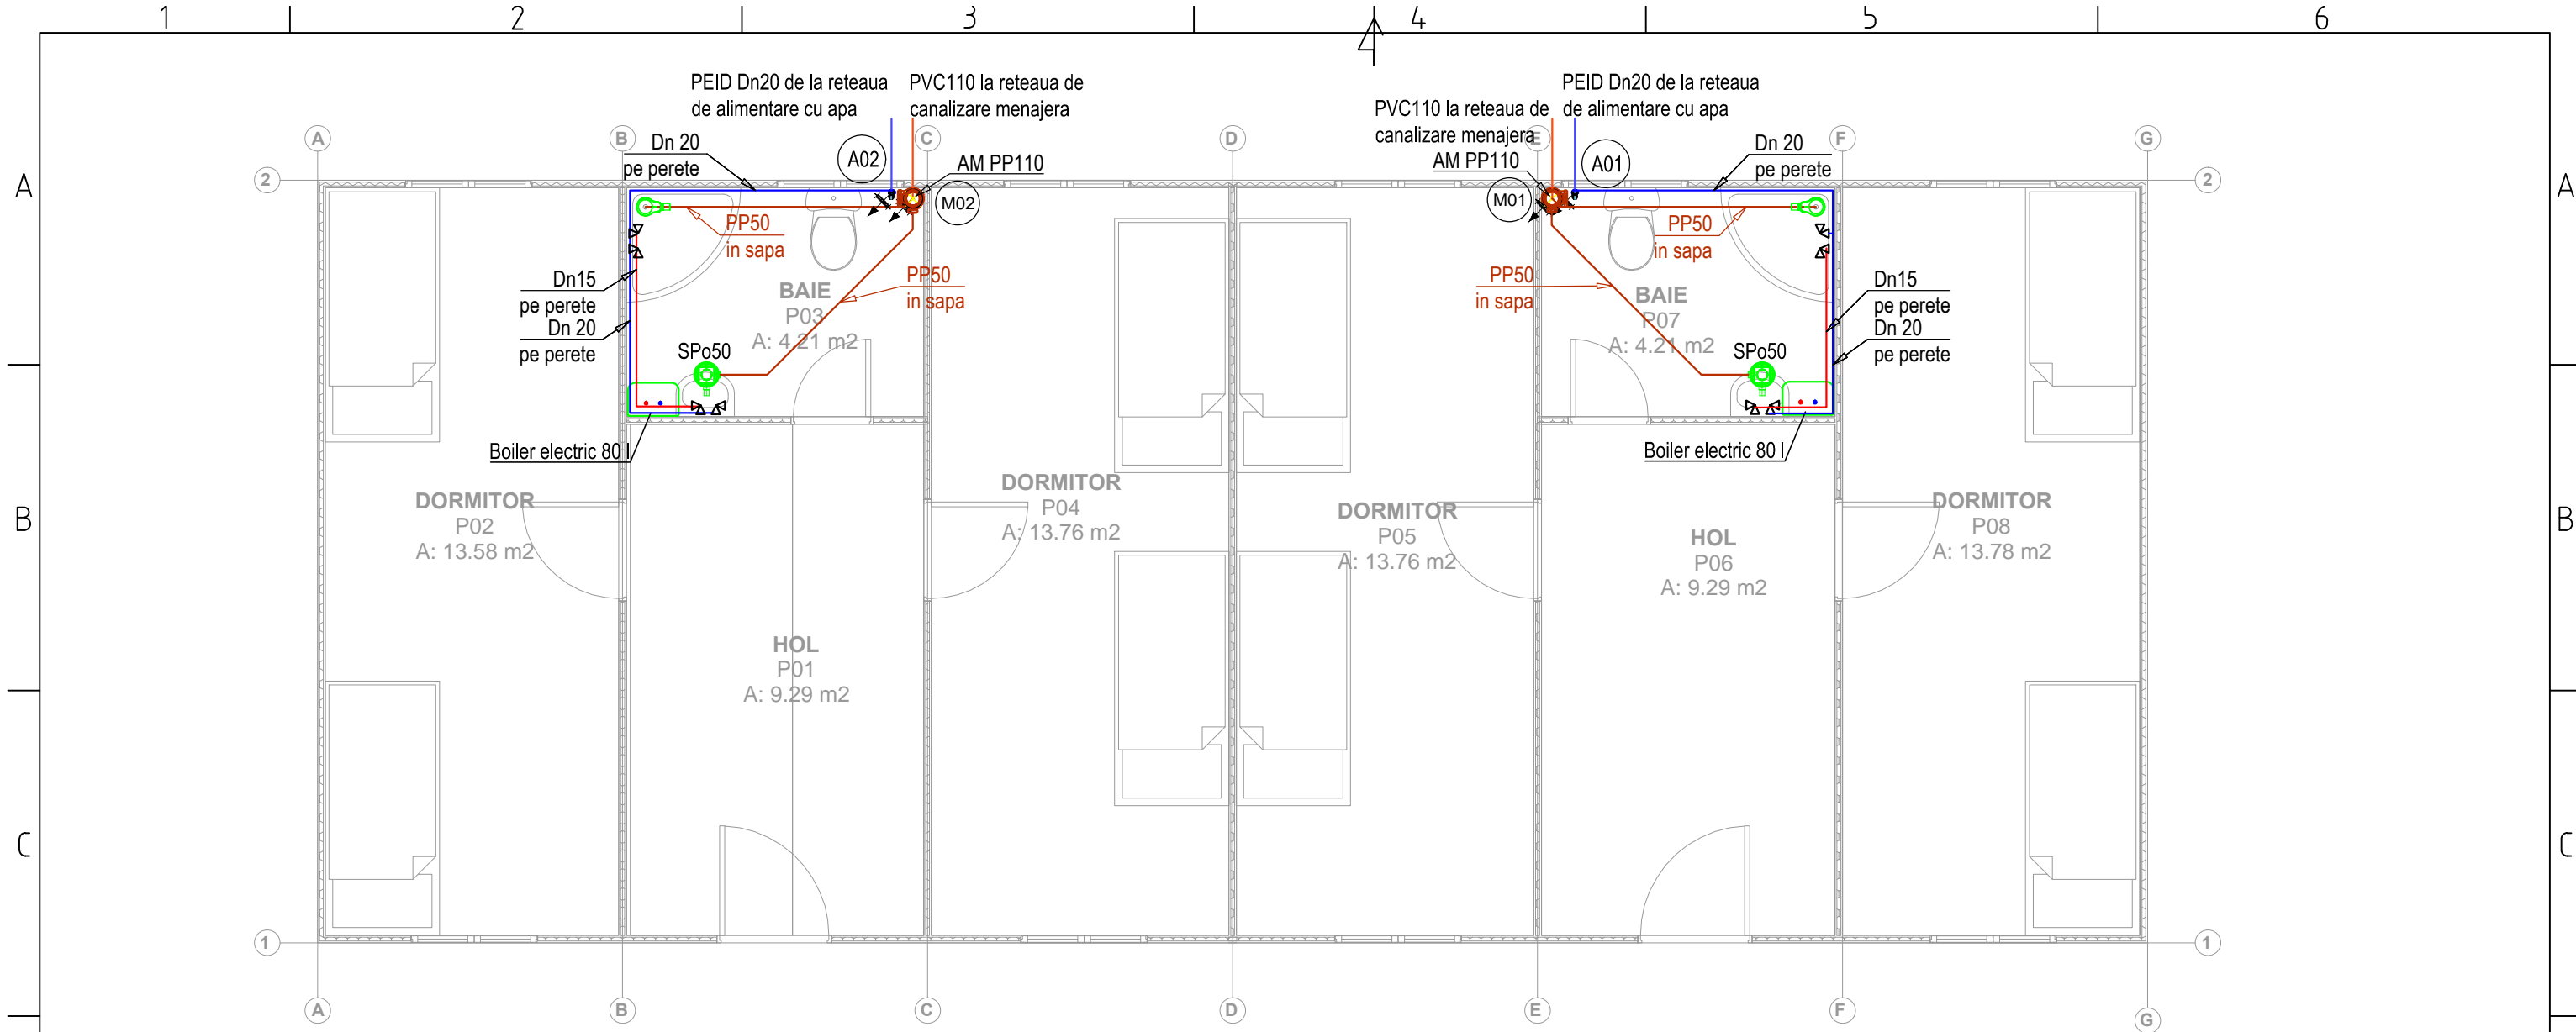 1
2
3
4
5
6
PEID Dn20 de la reteaua
de alimentare cu apa
PVC110 la reteaua de
canalizare menajera
PVC110 la reteaua de
canalizare menajera
PEID Dn20 de la reteaua
de alimentare cu apa
A
B
C
D
E
F
G
Dn 20
pe perete
A02
AM PP110
AM PP110
A01
Dn 20
pe perete
2
2
A
A
M02
M01
PP50
in sapa
PP50
in sapa
Dn15
pe perete
Dn 20
pe perete
PP50
in sapa
PP50
in sapa
Dn15
pe perete
Dn 20
pe perete
BAIE
P03
A: 4.21 m2
BAIE
P07
A: 4.21 m2
SPo50
SPo50
Boiler electric 80 l
Boiler electric 80 l
B
B
DORMITOR
P02
A: 13.58 m2
DORMITOR
P04
A: 13.76 m2
DORMITOR
P05
A: 13.76 m2
HOL
P06
A: 9.29 m2
DORMITOR
P08
A: 13.78 m2
HOL
P01
A: 9.29 m2
C
C
1
1
A
B
C
D
E
F
G